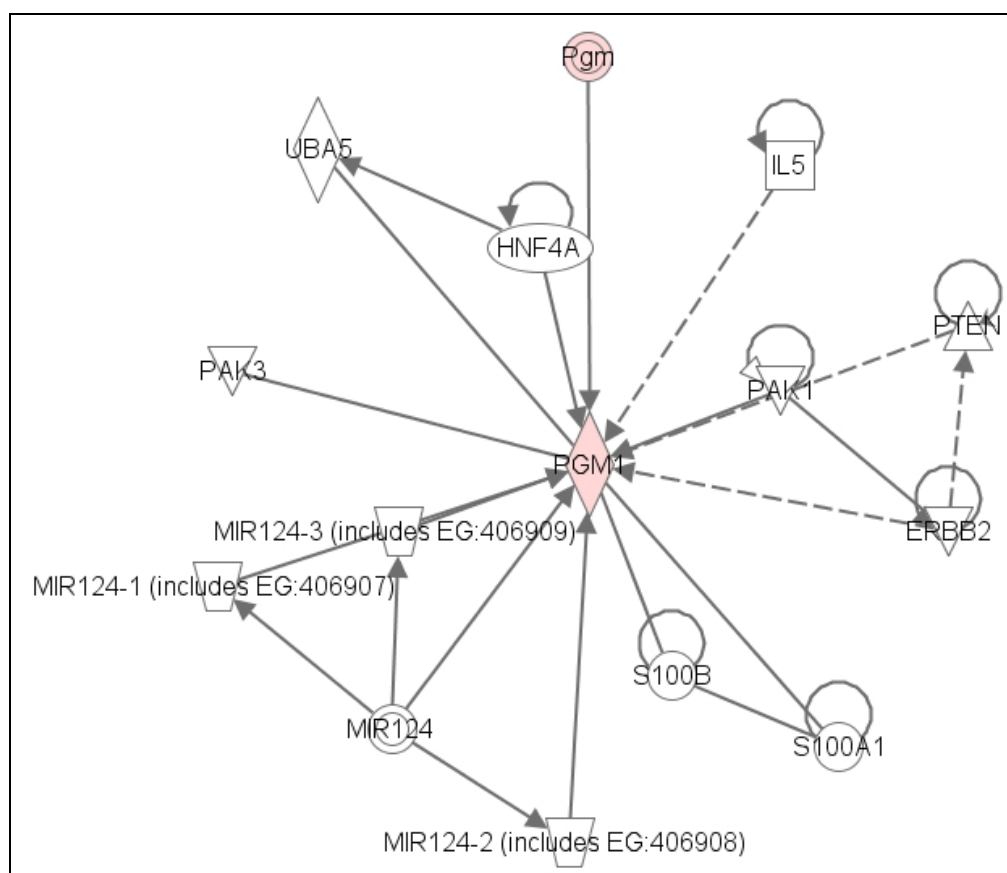 Pgm
UBA5
IL5
HNF4A
PTEN
PAK3
PAK1
PGM1
MIR124-3 (includes EG:406909)
ERBB2
MIR124-1 (includes EG:406907)
S100B
MIR124
S100A1
MIR124-2 (includes EG:406908)